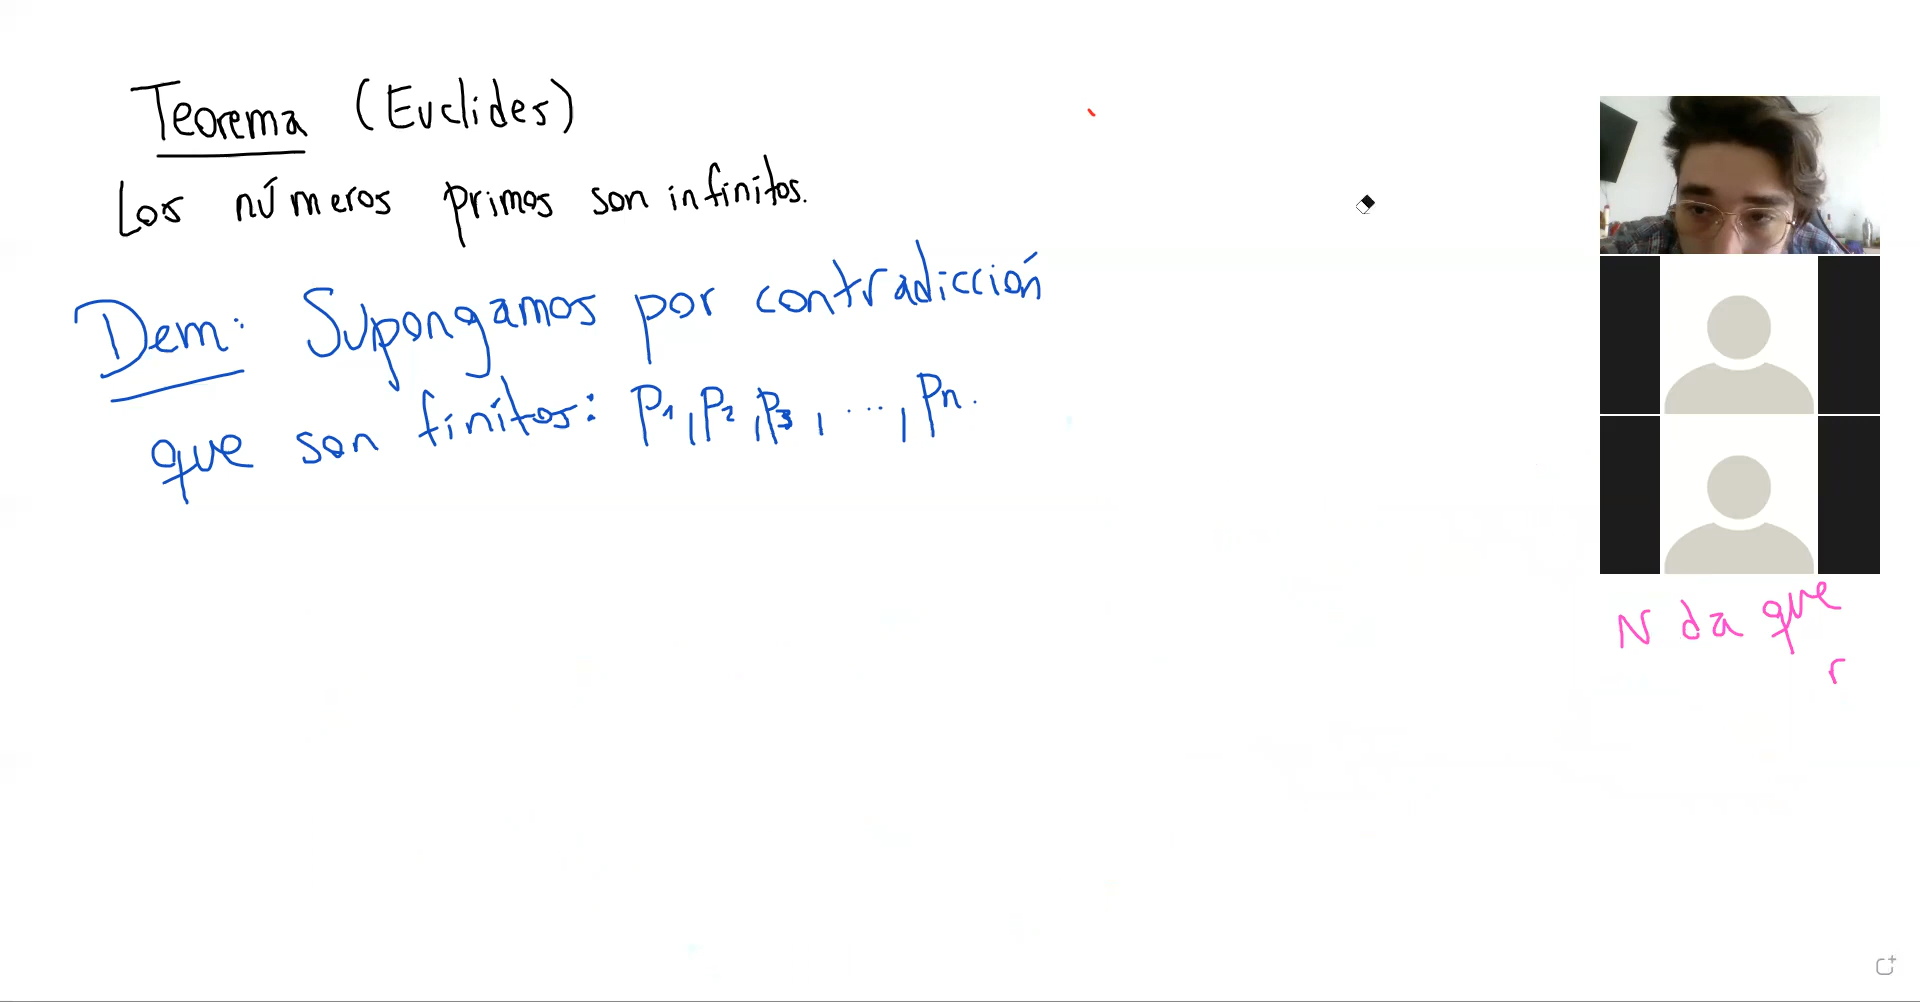 Teorema (Euclides)
Los números primos son infinitos.
Dem: Supongamos por contradicción
que son finitos: p1, p2, p3, ..., pn.
N da que
r